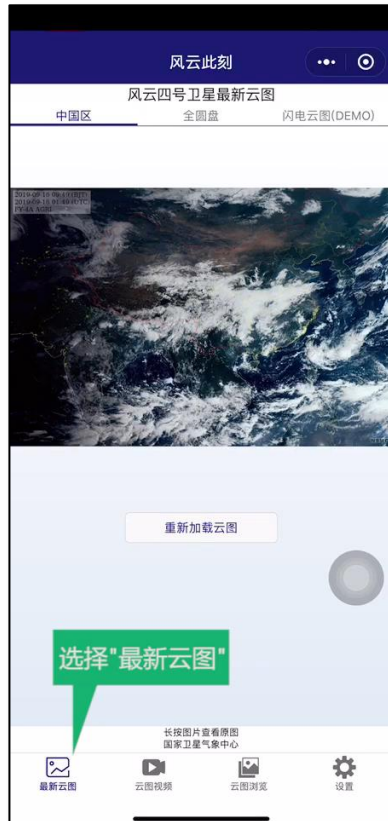 风云此刻
风云四号卫星最新云图
中国区 全圆盘 闪电云图(DEMO)
FY-4A AGRI
重新加载云图
选择"最新云图"
长按图片查看原图
国家卫星气象中心
最新云图 云图视频 云图浏览 设置